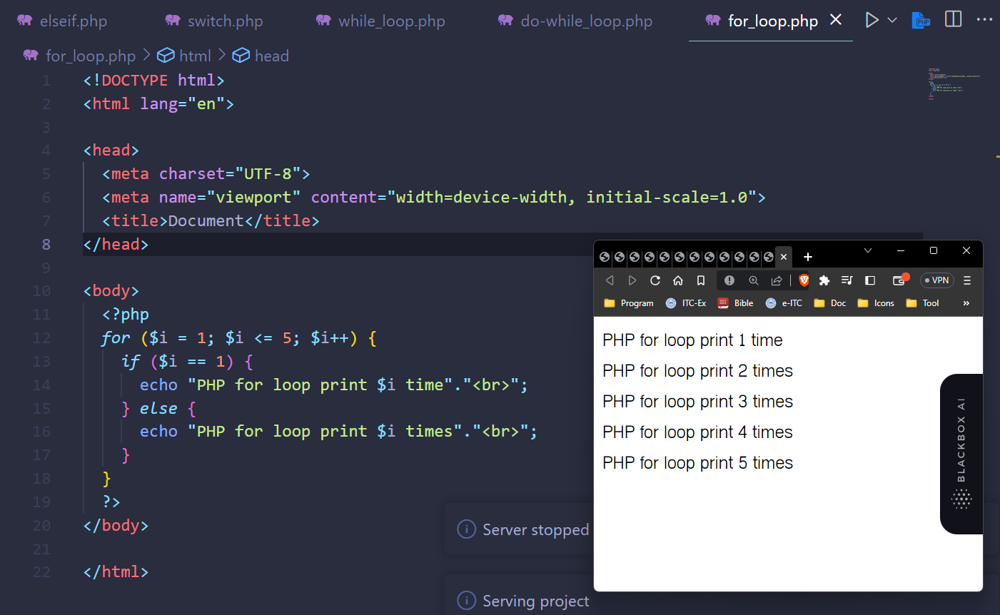 elseif.php switch.php while_loop.php do-while_loop.php for_loop.php
for_loop.php > html > head
1 <!DOCTYPE html>
2 <html lang="en">
3
4 <head>
5 <meta charset="UTF-8">
6 <meta name="viewport" content="width=device-width, initial-scale=1.0">
7 <title>Document</title>
8 </head>
9
10 <body>
11 <?php
12 for ($i = 1; $i <= 5; $i++) {
13 if ($i == 1) {
14 echo "PHP for loop print $i time"."<br>";
15 } else {
16 echo "PHP for loop print $i times"."<br>";
17 }
18 }
19 ?>
20 </body>
21
22 </html>
VPN
Program ITC-Ex Bible e-ITC Doc Icons Tool »
PHP for loop print 1 time
PHP for loop print 2 times
PHP for loop print 3 times
PHP for loop print 4 times
PHP for loop print 5 times
BLACKBOX AI
Server stopped
Serving project
PHP